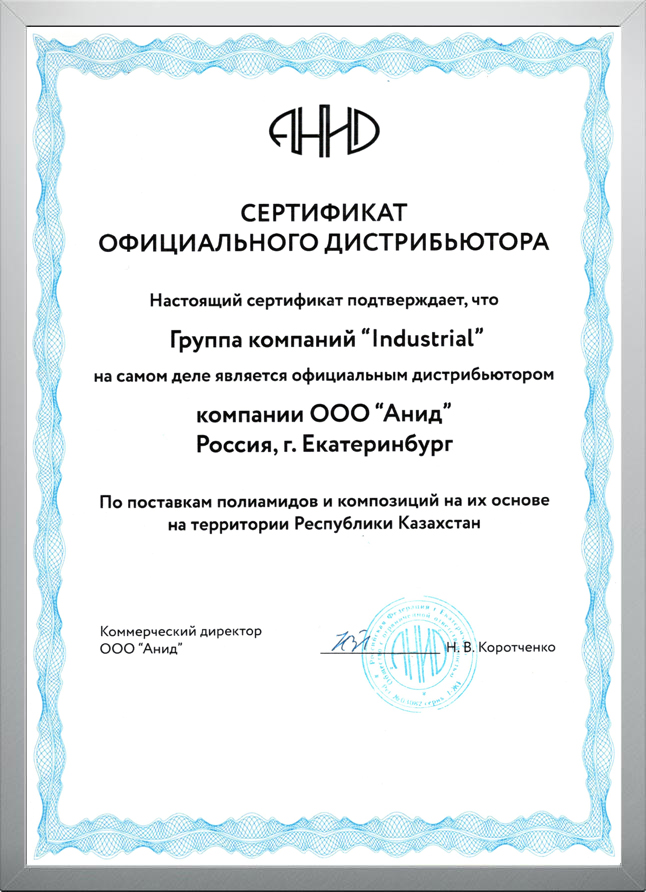 АНИД
СЕРТИФИКАТ
ОФИЦИАЛЬНОГО ДИСТРИБЬЮТОРА
Настоящий сертификат подтверждает, что
Группа компаний “Industrial”
на самом деле является официальным дистрибьютором
компании ООО “Анид”
Россия, г. Екатеринбург
По поставкам полиамидов и композиций на их основе
на территории Республики Казахстан
Коммерческий директор
ООО “Анид”
Н. В. Коротченко
АНИД